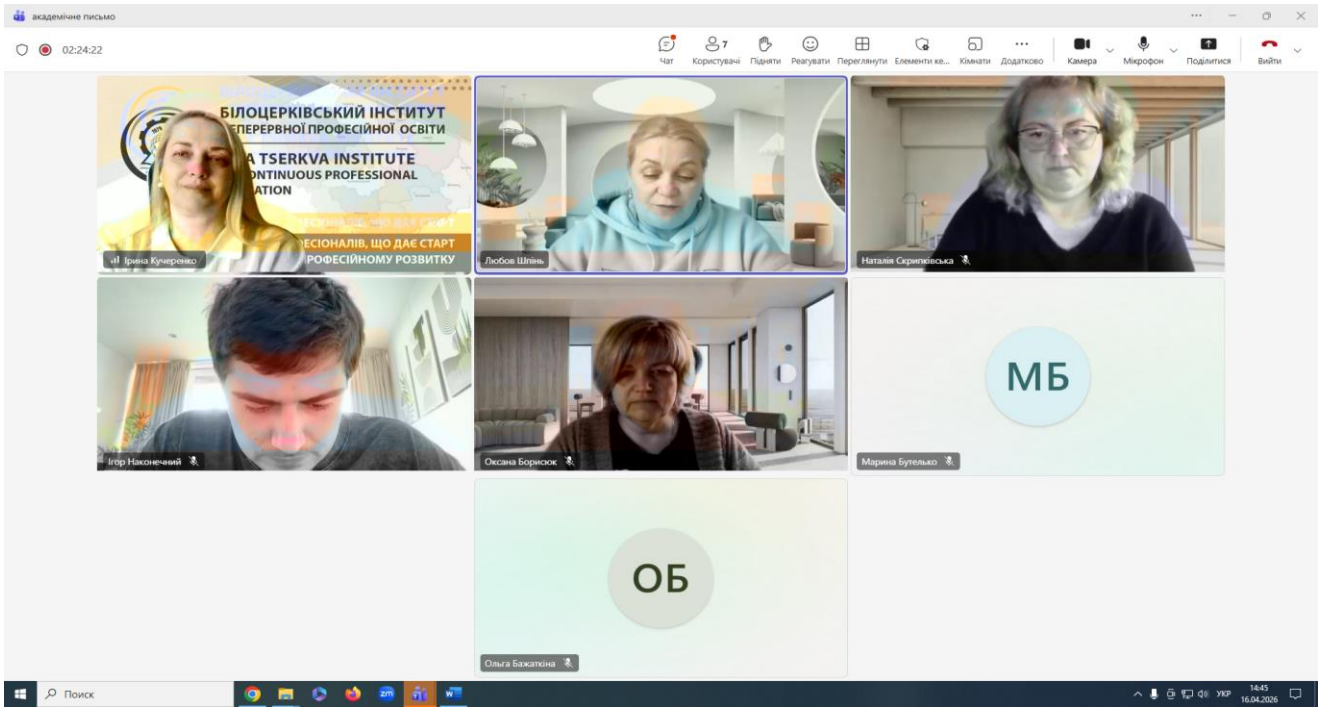 академічне письмо
02:24:22
Чат
7
Користувачі
Підняти
Реагувати
Переглянути
Елементи ке...
Кімнати
Додатково
Камера
Мікрофон
Поділитися
Вийти
БІЛОЦЕРКІВСЬКИЙ ІНСТИТУТ
ЕПЕРЕРВНОЇ ПРОФЕСІЙНОЇ ОСВІТИ
TSERKVA INSTITUTE
ONTINUOUS PROFESSIONAL
ATION
ЕСІОНАЛІВ, ЩО ДАЄ СТАРТ
РОФЕСІЙНОМУ РОЗВИТКУ
Ірина Кучеренко
Любов Шпінь
Наталія Скрипківська
Ігор Наконечний
Оксана Борисюк
МБ
Марина Бутелько
ОБ
Ольга Бажаткіна
Поиск
zm
УКР
14:45
16.04.2026